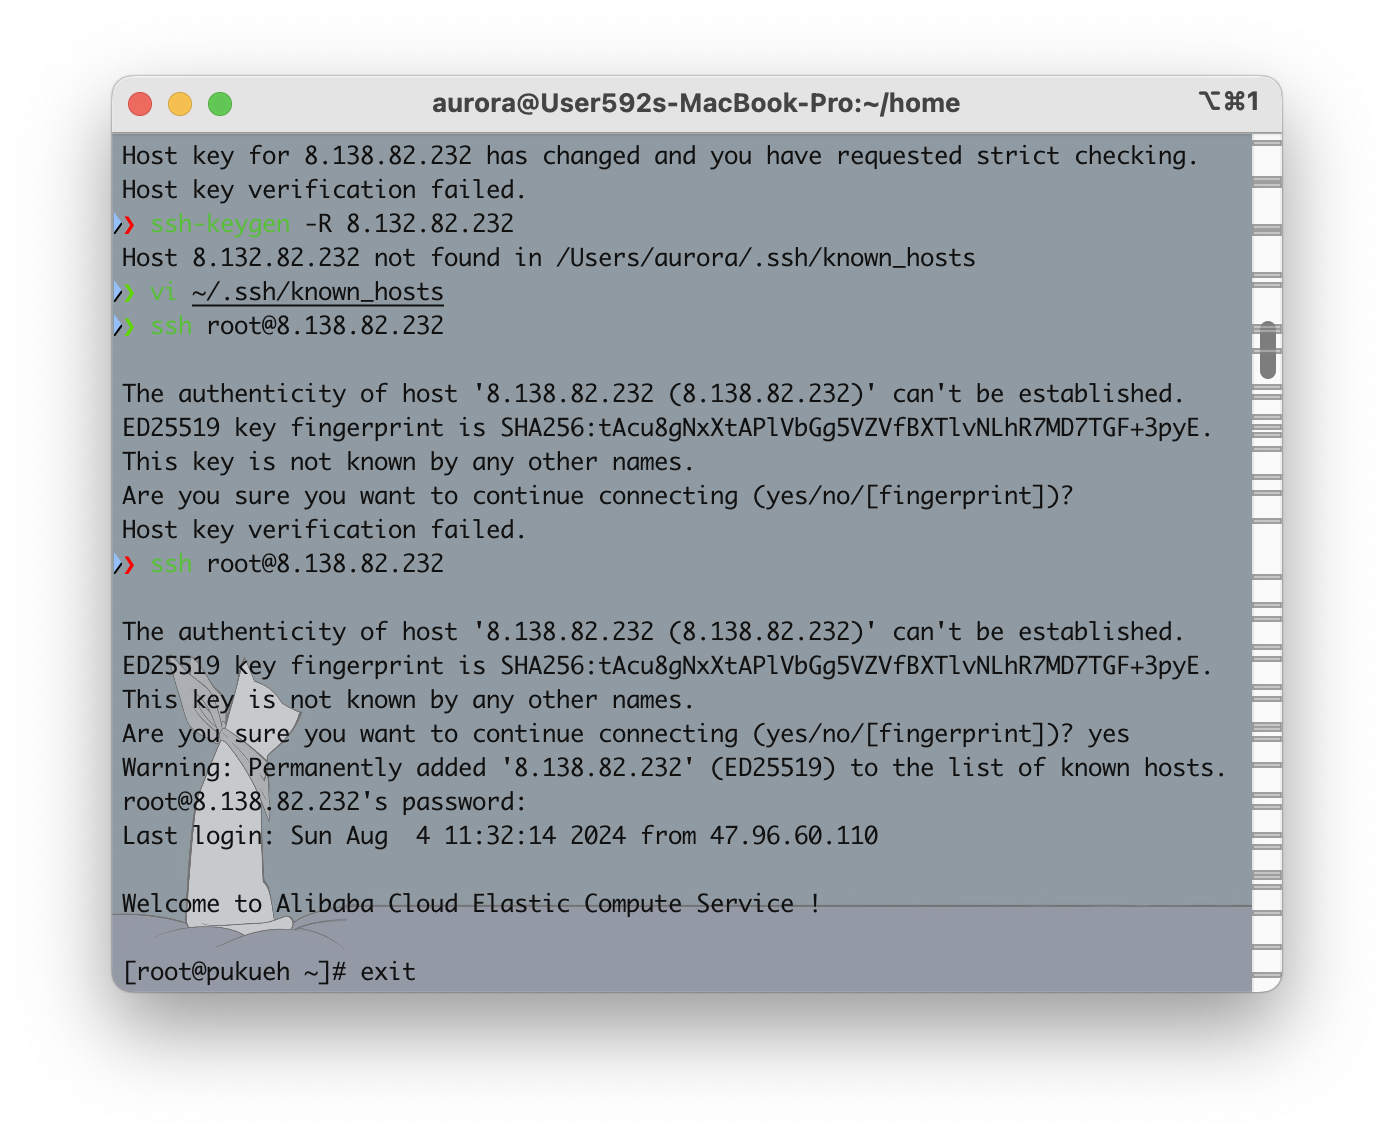 aurora@User592s-MacBook-Pro:~/home
⌥⌘1
Host key for 8.138.82.232 has changed and you have requested strict checking.
Host key verification failed.
❯ ssh-keygen -R 8.132.82.232
Host 8.132.82.232 not found in /Users/aurora/.ssh/known_hosts
❯ vi ~/.ssh/known_hosts
❯ ssh root@8.138.82.232
The authenticity of host '8.138.82.232 (8.138.82.232)' can't be established.
ED25519 key fingerprint is SHA256:tAcu8gNxXtAPlVbGg5VZVfBXTlvNLhR7MD7TGF+3pyE.
This key is not known by any other names.
Are you sure you want to continue connecting (yes/no/[fingerprint])?
Host key verification failed.
❯ ssh root@8.138.82.232
The authenticity of host '8.138.82.232 (8.138.82.232)' can't be established.
ED25519 key fingerprint is SHA256:tAcu8gNxXtAPlVbGg5VZVfBXTlvNLhR7MD7TGF+3pyE.
This key is not known by any other names.
Are you sure you want to continue connecting (yes/no/[fingerprint])? yes
Warning: Permanently added '8.138.82.232' (ED25519) to the list of known hosts.
root@8.138.82.232's password:
Last login: Sun Aug  4 11:32:14 2024 from 47.96.60.110
Welcome to Alibaba Cloud Elastic Compute Service !
[root@pukueh ~]# exit